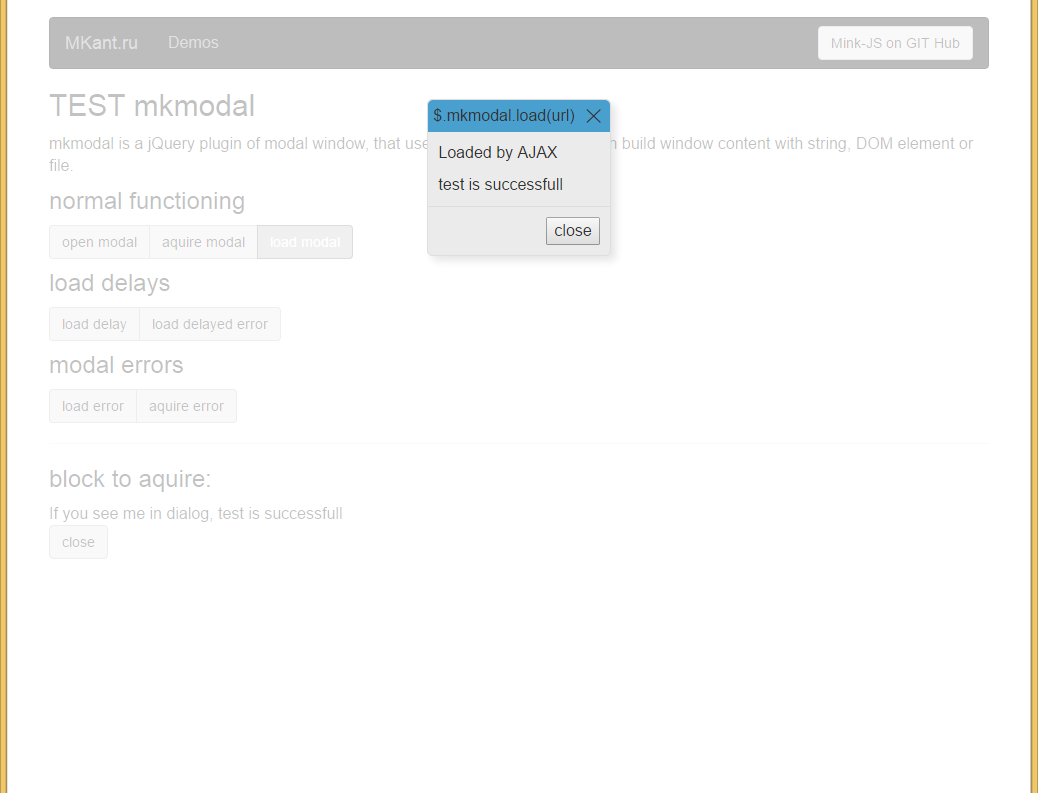 MKant.ru Demos Mink-JS on GIT Hub
TEST mkmodal
mkmodal is a jQuery plugin of modal window, that use build window content with string, DOM element or
file.
$.mkmodal.load(url)
Loaded by AJAX
test is successfull
close
normal functioning
open modal aquire modal load modal
load delays
load delay load delayed error
modal errors
load error aquire error
block to aquire:
If you see me in dialog, test is successfull
close